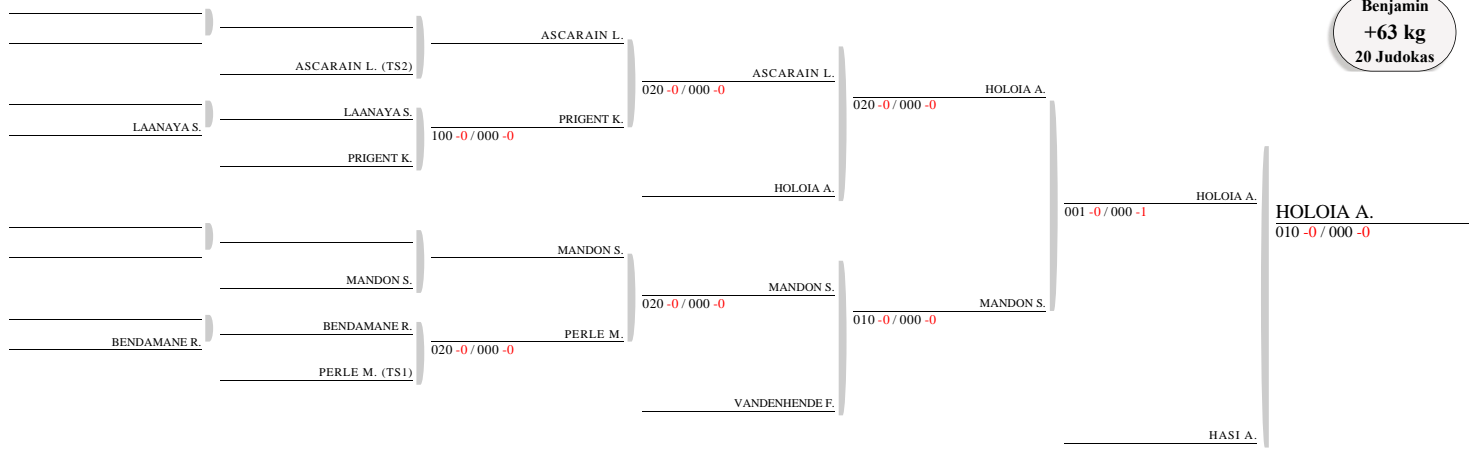 Benjamin
+63 kg
20 Judokas
ASCARAIN L. (TS2)
LAANAYA S.
LAANAYA S.
PRIGENT K.
MANDON S.
BENDAMANE R.
BENDAMANE R.
PERLE M. (TS1)
ASCARAIN L.
PRIGENT K.
100 -0 / 000 -0
MANDON S.
PERLE M.
020 -0 / 000 -0
ASCARAIN L.
020 -0 / 000 -0
HOLOIA A.
MANDON S.
020 -0 / 000 -0
VANDENHENDE F.
HOLOIA A.
020 -0 / 000 -0
MANDON S.
010 -0 / 000 -0
HOLOIA A.
001 -0 / 000 -1
HASI A.
HOLOIA A.
010 -0 / 000 -0